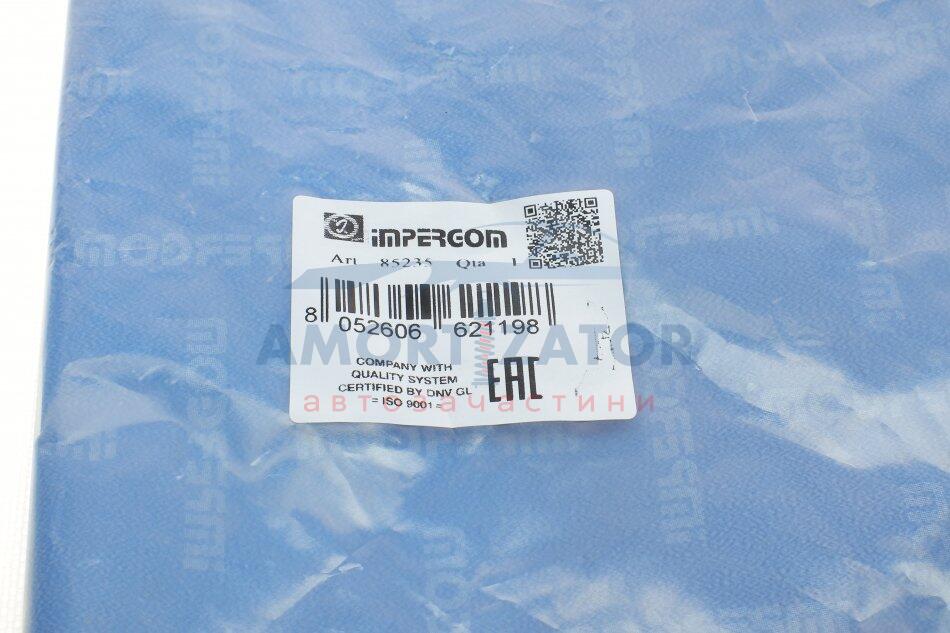 iMPERGOM
Art 85235 Qta 1
8 052606 621198
AMORTIZATOR
COMPANY WITH
QUALITY SYSTEM
CERTIFIED BY DNV GL
= ISO 9001 =
EAC
автозачастини